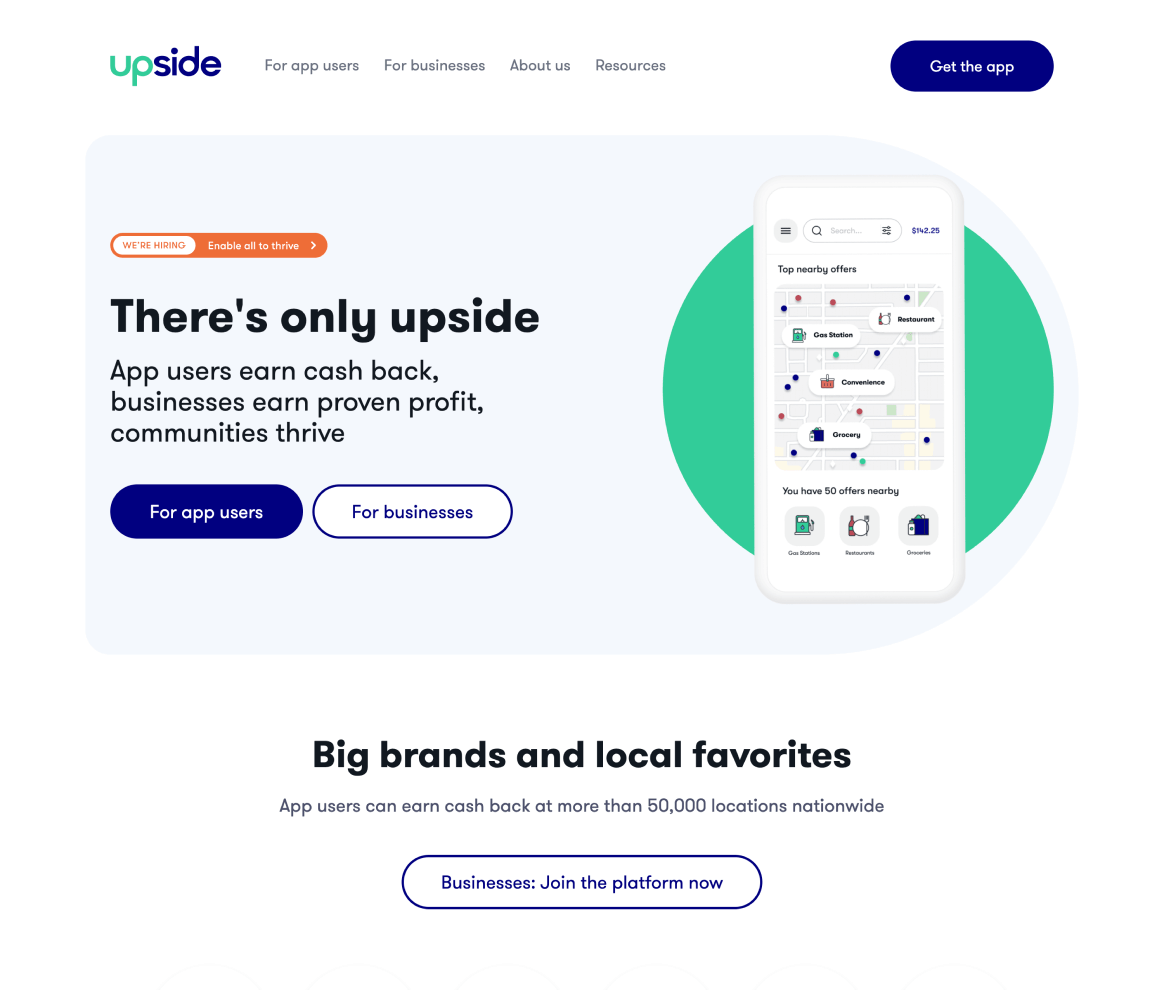 upside
For app users
For businesses
About us
Resources
Get the app
WE'RE HIRING
Enable all to thrive
There's only upside
App users earn cash back,
businesses earn proven profit,
communities thrive
For app users
For businesses
Search...
$142.25
Top nearby offers
Restaurant
Gas Station
Convenience
Grocery
You have 50 offers nearby
Gas Stations
Restaurants
Groceries
Big brands and local favorites
App users can earn cash back at more than 50,000 locations nationwide
Businesses: Join the platform now